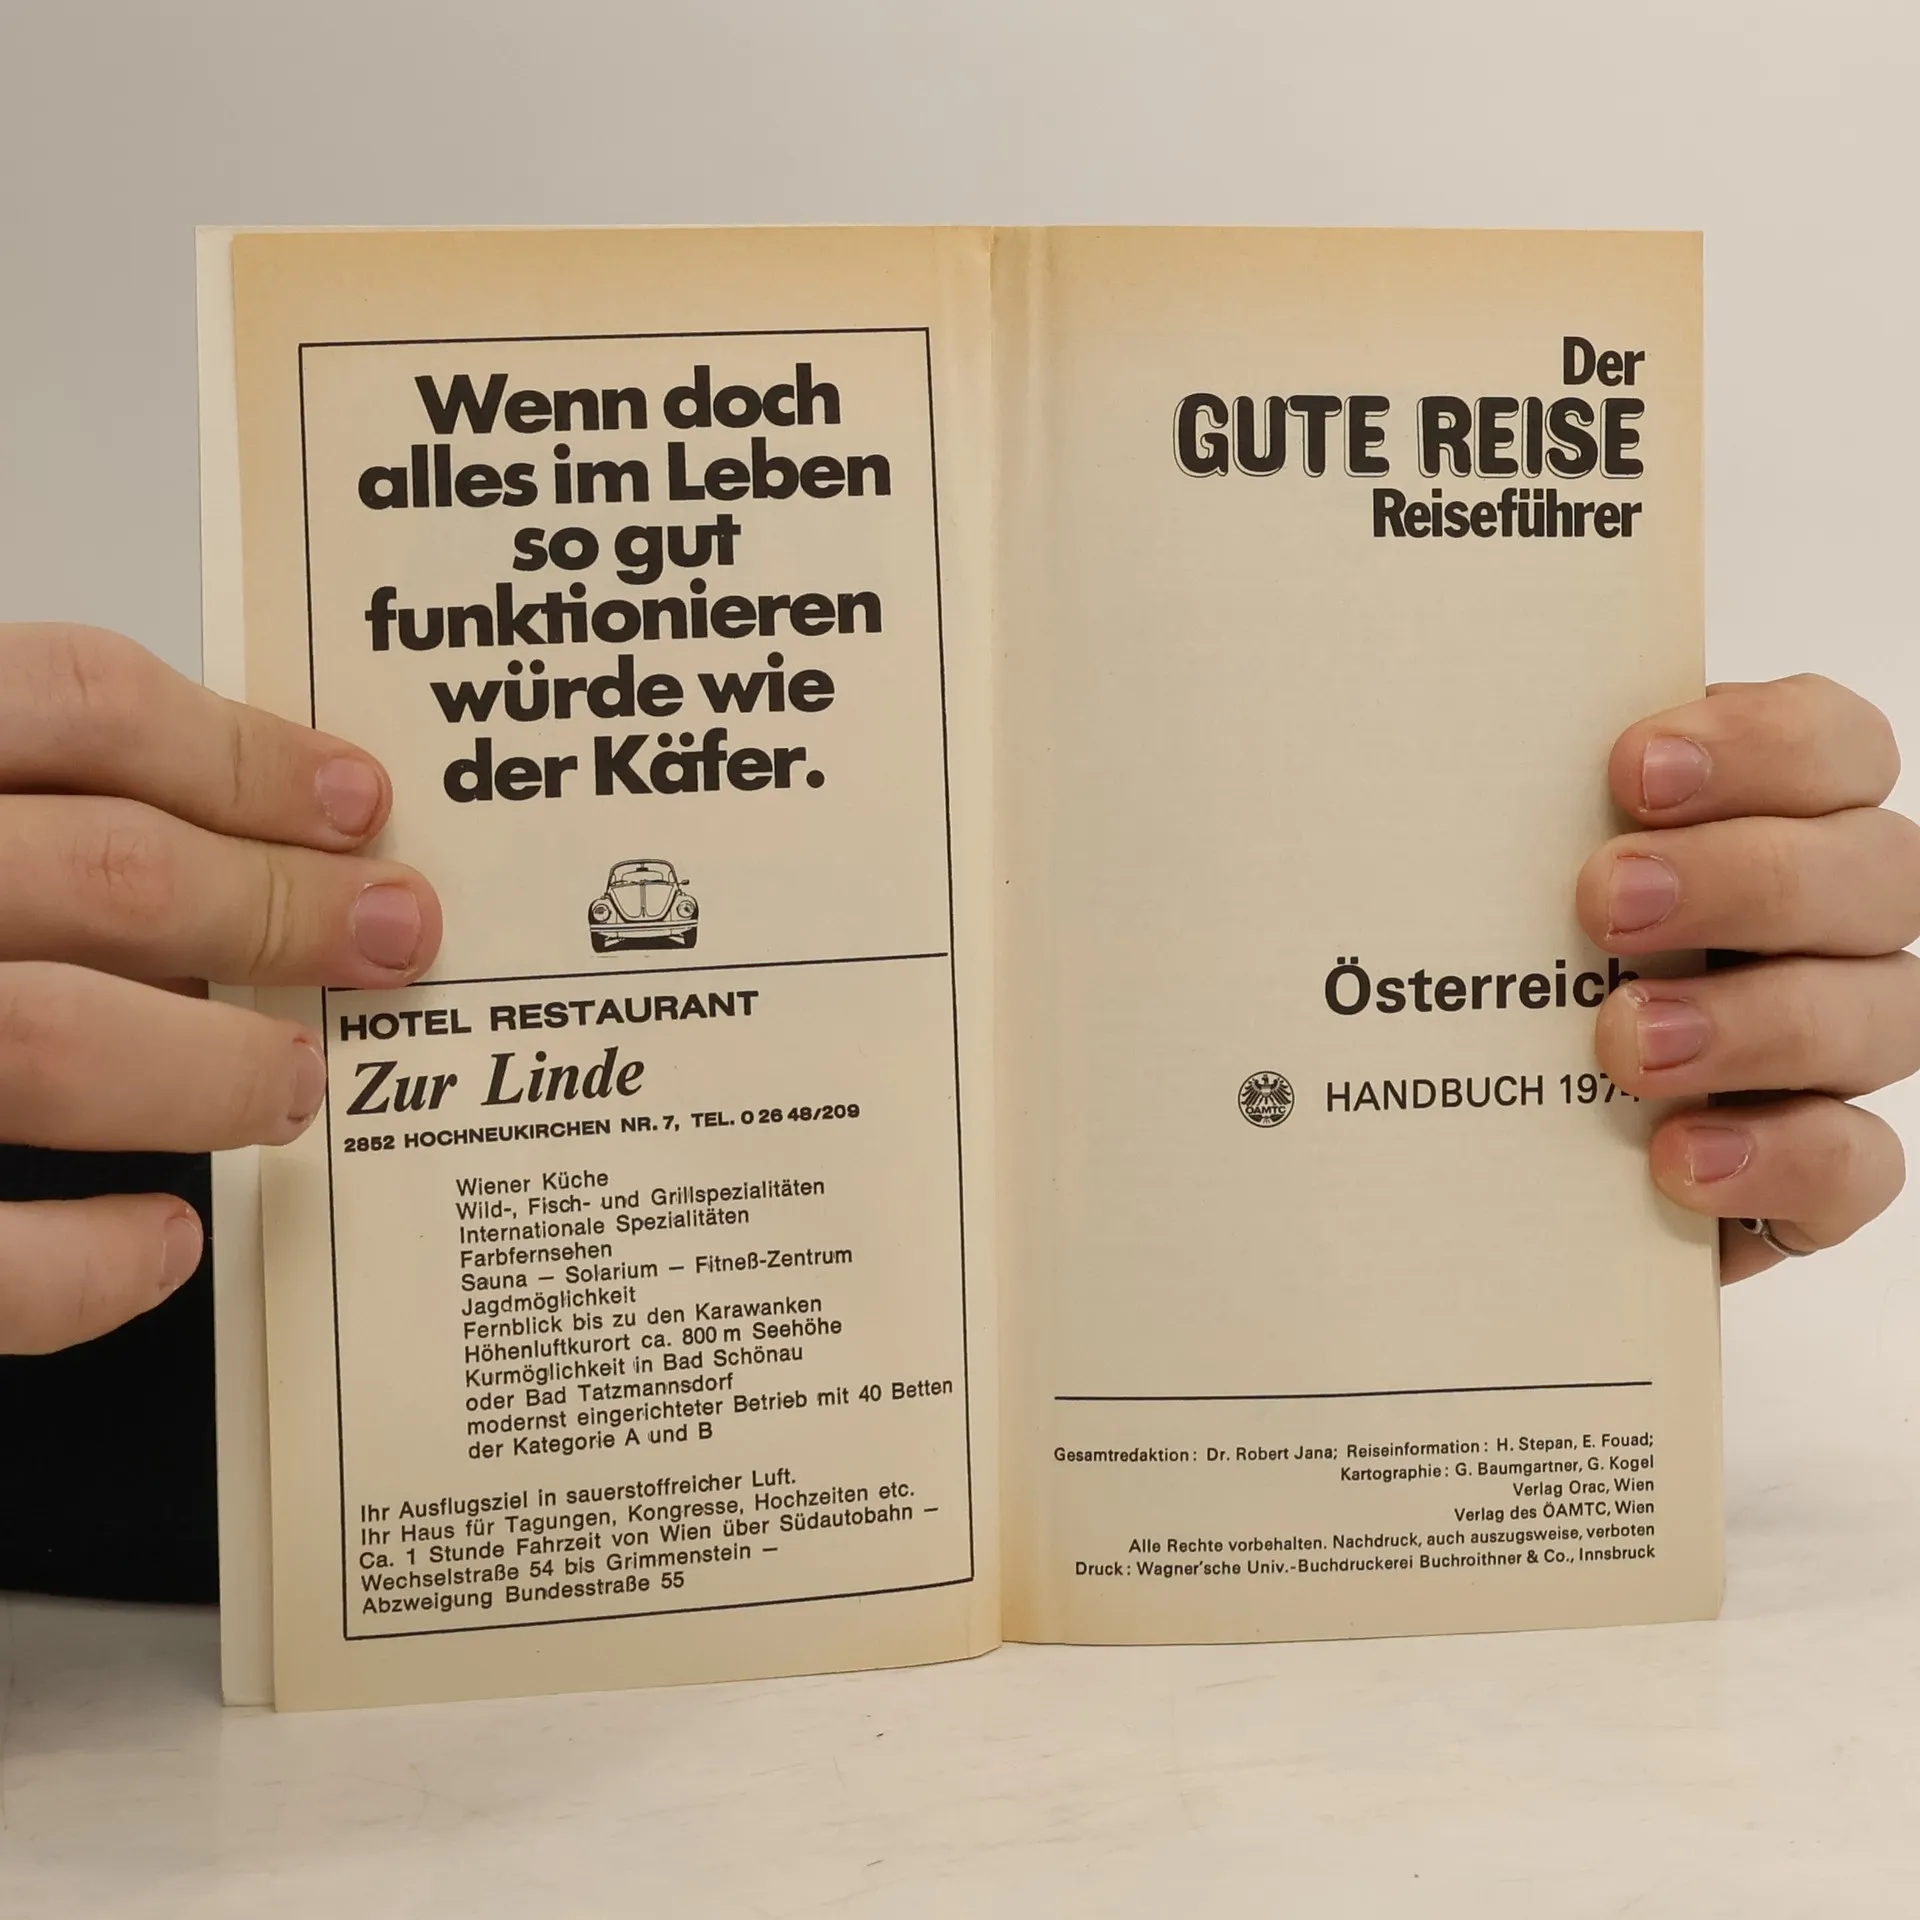 Wenn doch
alles im Leben
so gut
funktionieren
würde wie
der Käfer.
HOTEL RESTAURANT
Zur Linde
2852 HOCHNEUKIRCHEN NR. 7, TEL. 0 26 48/209
Wiener Küche
Wild-, Fisch- und Grillspezialitäten
Internationale Spezialitäten
Farbfernsehen
Sauna — Solarium — Fitneß-Zentrum
Jagdmöglichkeit
Fernblick bis zu den Karawanken
Höhenluftkurort ca. 800 m Seehöhe
Kurmöglichkeit in Bad Schönau
oder Bad Tatzmannsdorf
modernst eingerichteter Betrieb mit 40 Betten
der Kategorie A und B
Ihr Ausflugsziel in sauerstoffreicher Luft.
Ihr Haus für Tagungen, Kongresse, Hochzeiten etc.
Ca. 1 Stunde Fahrzeit von Wien über Südautobahn —
Wechselstraße 54 bis Grimmenstein —
Abzweigung Bundesstraße 55
Der
GUTE REISE
Reiseführer
Österreich
ÖAMTC
HANDBUCH
Gesamtredaktion: Dr. Robert Jana; Reiseinformation: H. Stepan, E. Fouad;
Kartographie: G. Baumgartner, G. Kogel
Verlag Orac, Wien
Verlag des ÖAMTC, Wien
Alle Rechte vorbehalten. Nachdruck, auch auszugsweise, verboten
Druck: Wagner'sche Univ.-Buchdruckerei Buchroithner & Co., Innsbruck